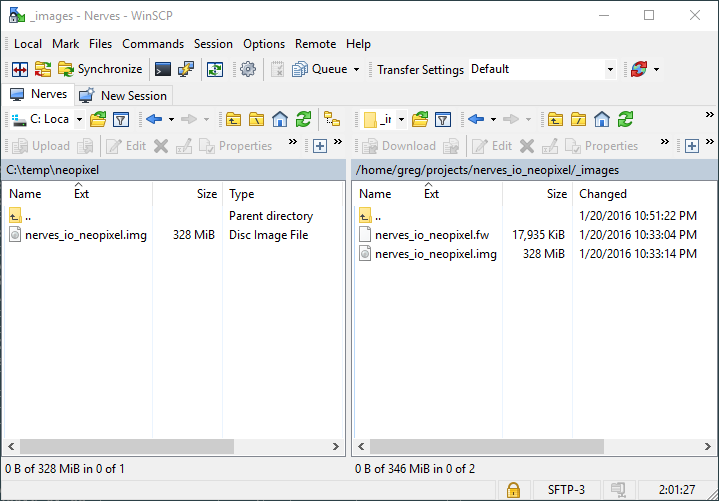 _images - Nerves - WinSCP
Local Mark Files Commands Session Options Remote Help
Synchronize Queue Transfer Settings Default
Nerves New Session
C: Loca _ir
Upload Edit Properties » Download Edit Properties »
C:\temp\neopixel
Name Ext Size Type
.. Parent directory
nerves_io_neopixel.img 328 MiB Disc Image File
/home/greg/projects/nerves_io_neopixel/_images
Name Ext Size Changed
.. 1/20/2016 10:51:22 PM
nerves_io_neopixel.fw 17,935 KiB 1/20/2016 10:33:04 PM
nerves_io_neopixel.img 328 MiB 1/20/2016 10:33:14 PM
0 B of 328 MiB in 0 of 1
0 B of 346 MiB in 0 of 2
SFTP-3 2:01:27